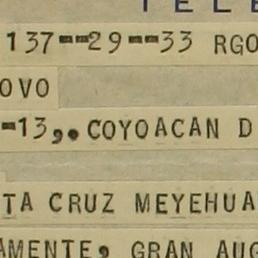 TELE
137--29--33 RGO
OVO
-13,,COYOACAN D
TA CRUZ MEYEHUA
AMENTE, GRAN AUG